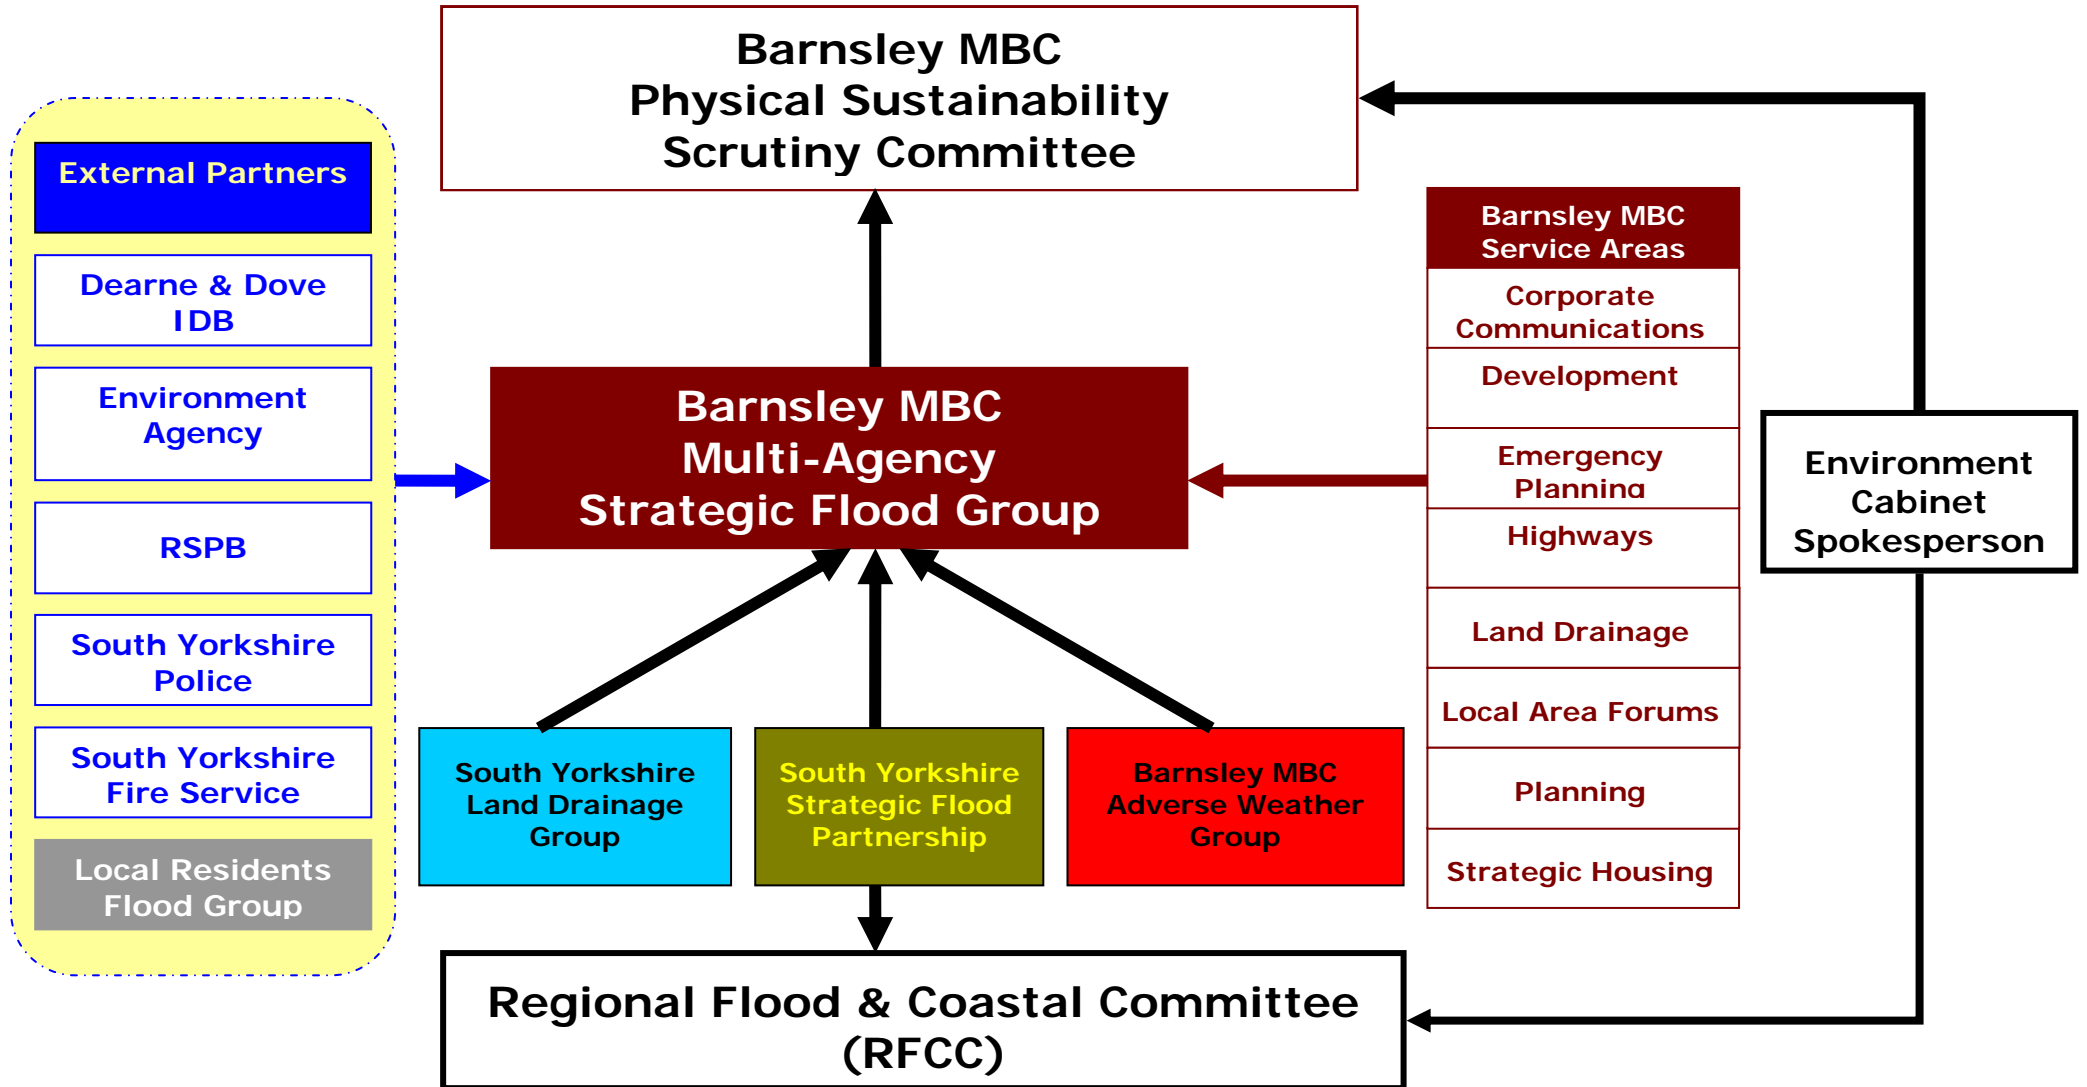 Barnsley MBC
Physical Sustainability
Scrutiny Committee
External Partners
Dearne & Dove
IDB
Environment
Agency
RSPB
South Yorkshire
Police
South Yorkshire
Fire Service
Local Residents
Flood Group
Barnsley MBC
Multi-Agency
Strategic Flood Group
South Yorkshire
Land Drainage
Group
South Yorkshire
Strategic Flood
Partnership
Barnsley MBC
Adverse Weather
Group
Barnsley MBC
Service Areas
Corporate
Communications
Development
Emergency
Planning
Highways
Land Drainage
Local Area Forums
Planning
Strategic Housing
Environment
Cabinet
Spokesperson
Regional Flood & Coastal Committee
(RFCC)